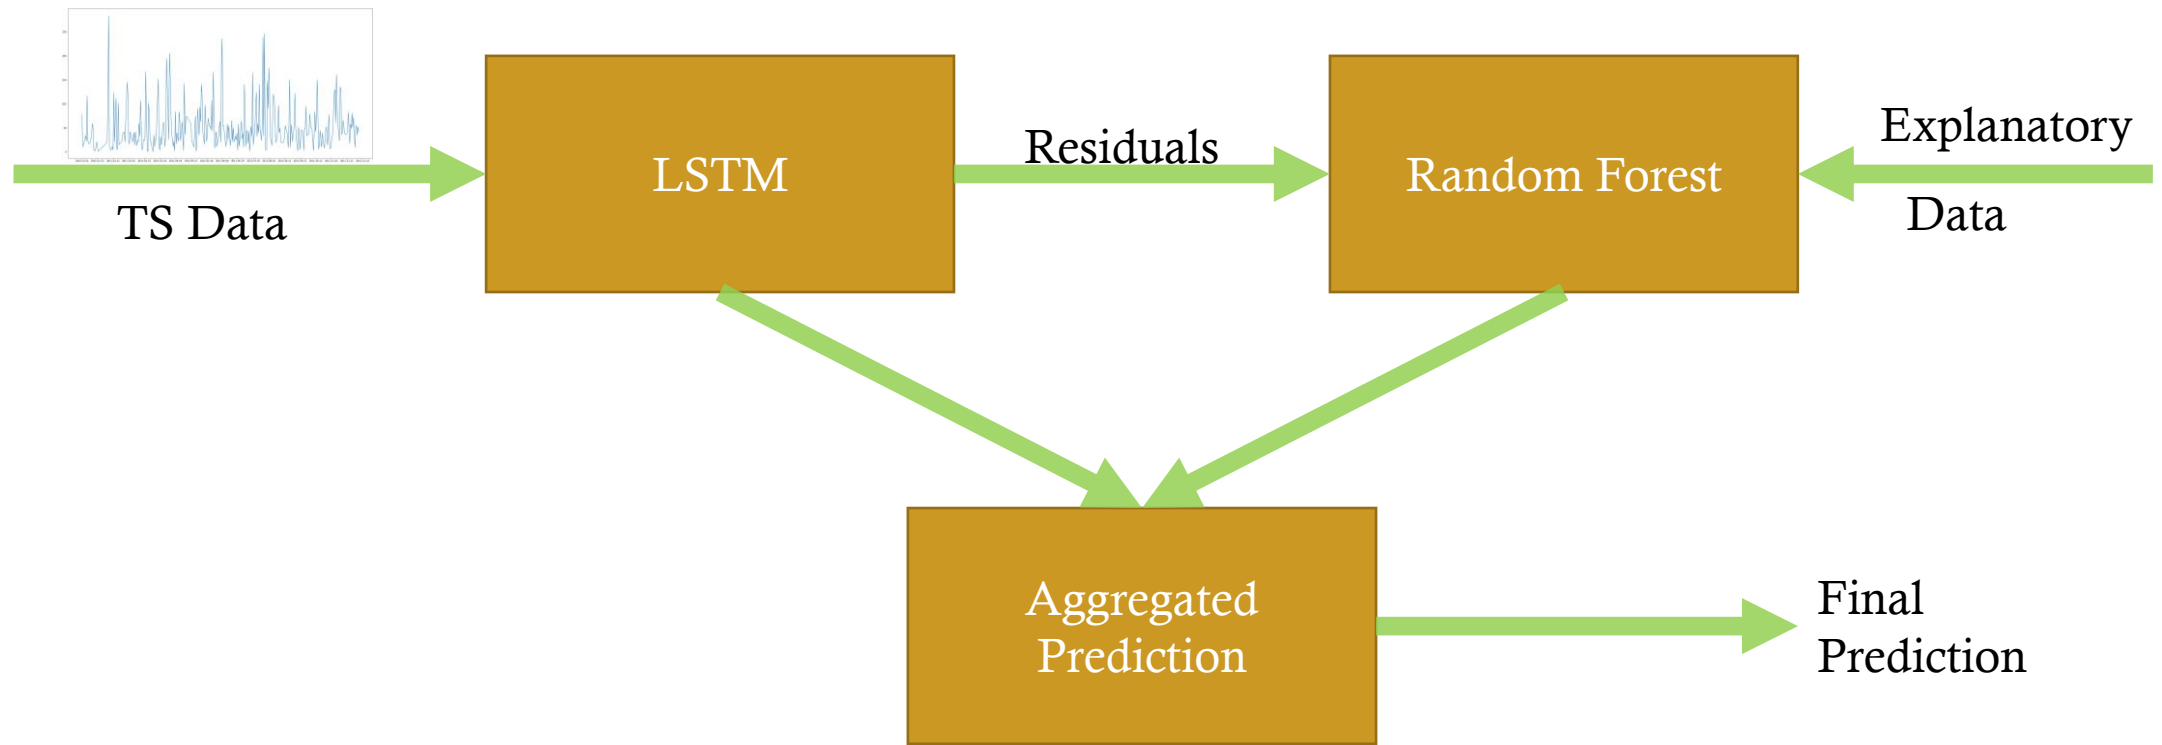 TS Data
LSTM
Residuals
Random Forest
Explanatory
Data
Aggregated
Prediction
Final
Prediction